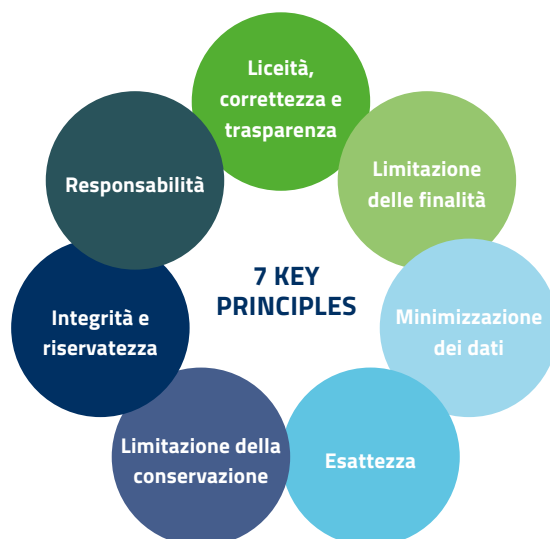 Liceità,
correttezza e
trasparenza
Limitazione
delle finalità
Minimizzazione
dei dati
Esattezza
Limitazione della
conservazione
Integrità e
riservatezza
Responsabilità
7 KEY
PRINCIPLES